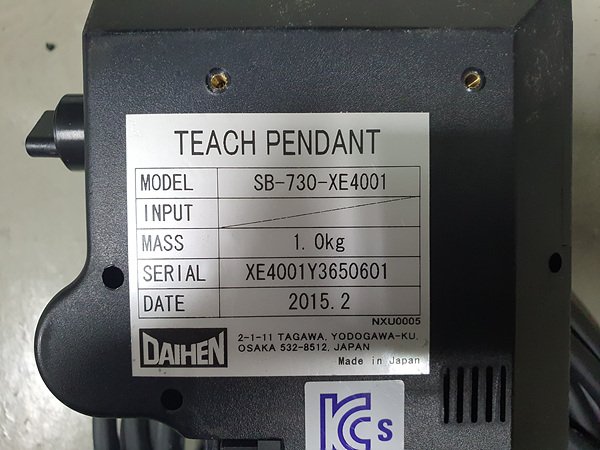 TEACH PENDANT
MODEL SB-730-XE4001
INPUT
MASS 1.0kg
SERIAL XE4001Y3650601
DATE 2015.2
NXU0005
DAIHEN
2-1-11 TAGAWA, YODOGAWA-KU,
OSAKA 532-8512, JAPAN
Made in Japan
KCs